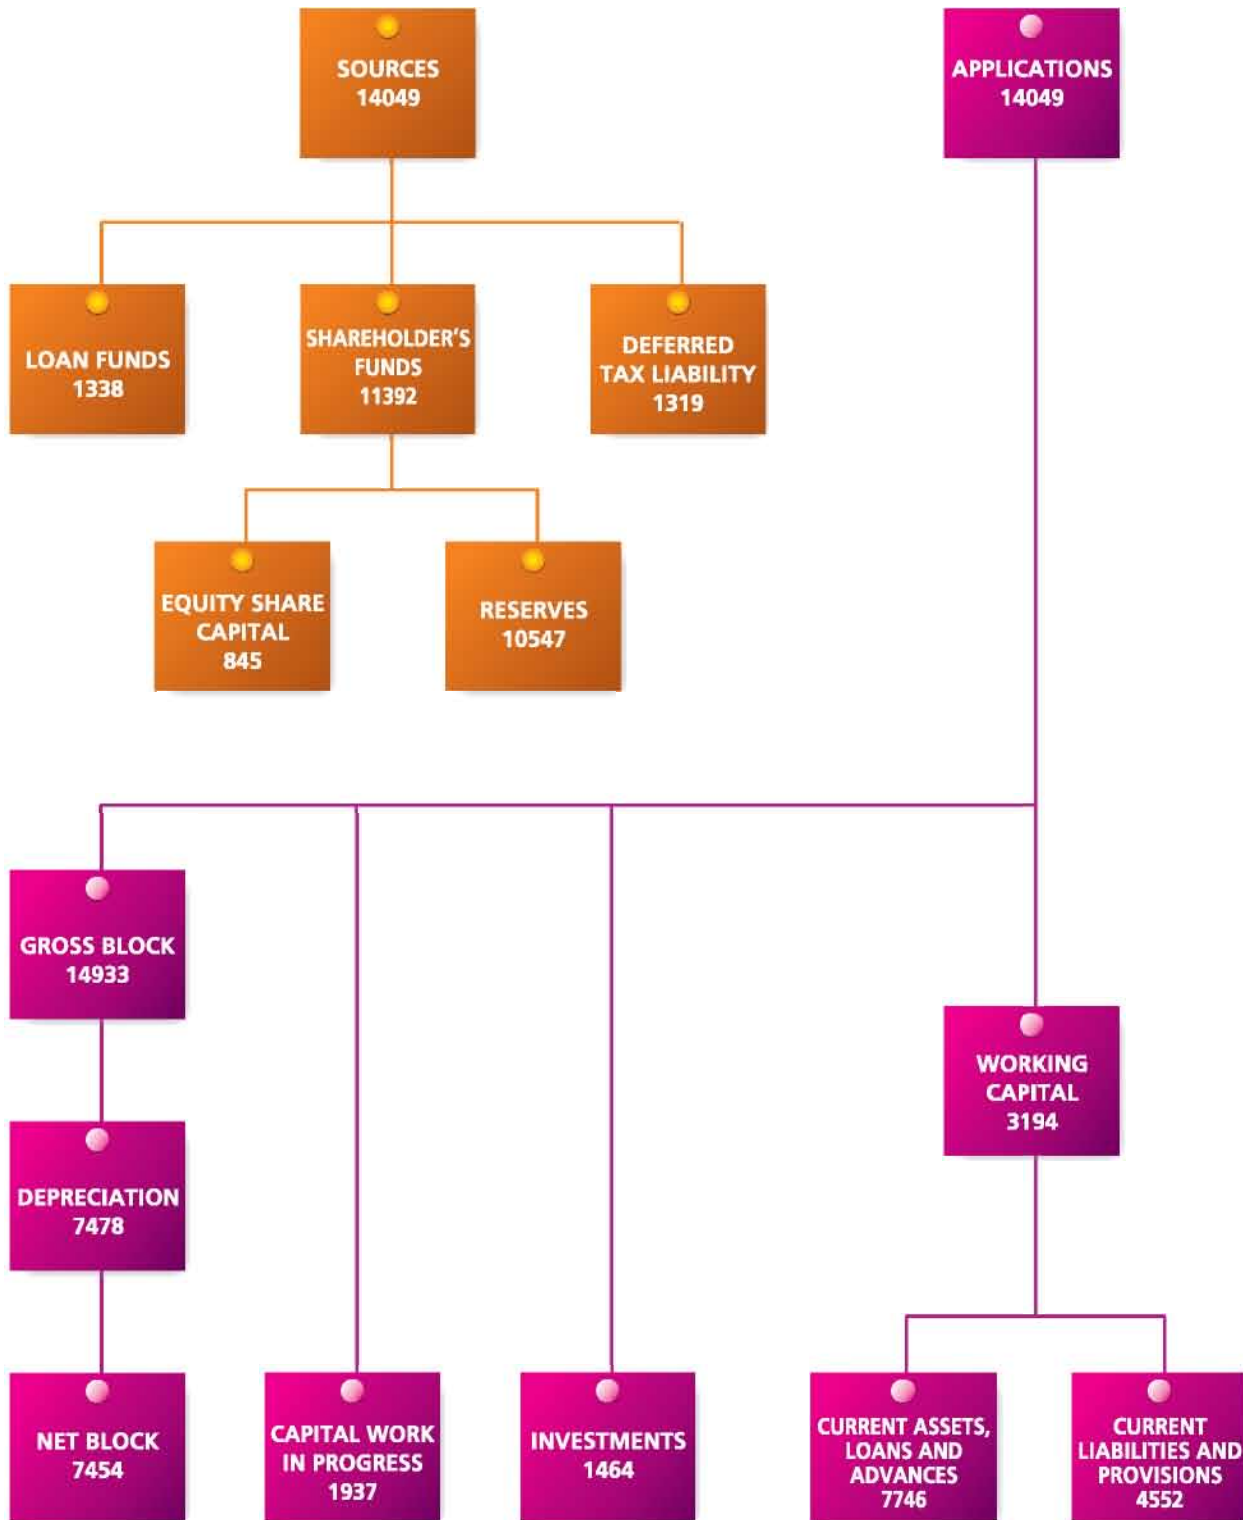 SOURCES
14049
APPLICATIONS
14049
LOAN FUNDS
1338
SHAREHOLDER'S
FUNDS
11392
DEFERRED
TAX LIABILITY
1319
EQUITY SHARE
CAPITAL
845
RESERVES
10547
GROSS BLOCK
14933
WORKING
CAPITAL
3194
DEPRECIATION
7478
NET BLOCK
7454
CAPITAL WORK
IN PROGRESS
1937
INVESTMENTS
1464
CURRENT ASSETS,
LOANS AND
ADVANCES
7746
CURRENT
LIABILITIES AND
PROVISIONS
4552